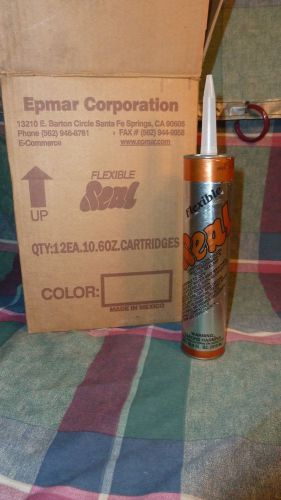 Epmar Corporation
13210 E. Barton Circle Santa Fe Springs, CA 90605
Phone (562) 946-8781 • FAX # (562) 944-9958
E-Commerce www.epmar.com
FLEXIBLE
Seal
UP
QTY:12EA.10.6OZ.CARTRIDGES
COLOR:
MADE IN MEXICO
Flexible
Seal
WARNING: